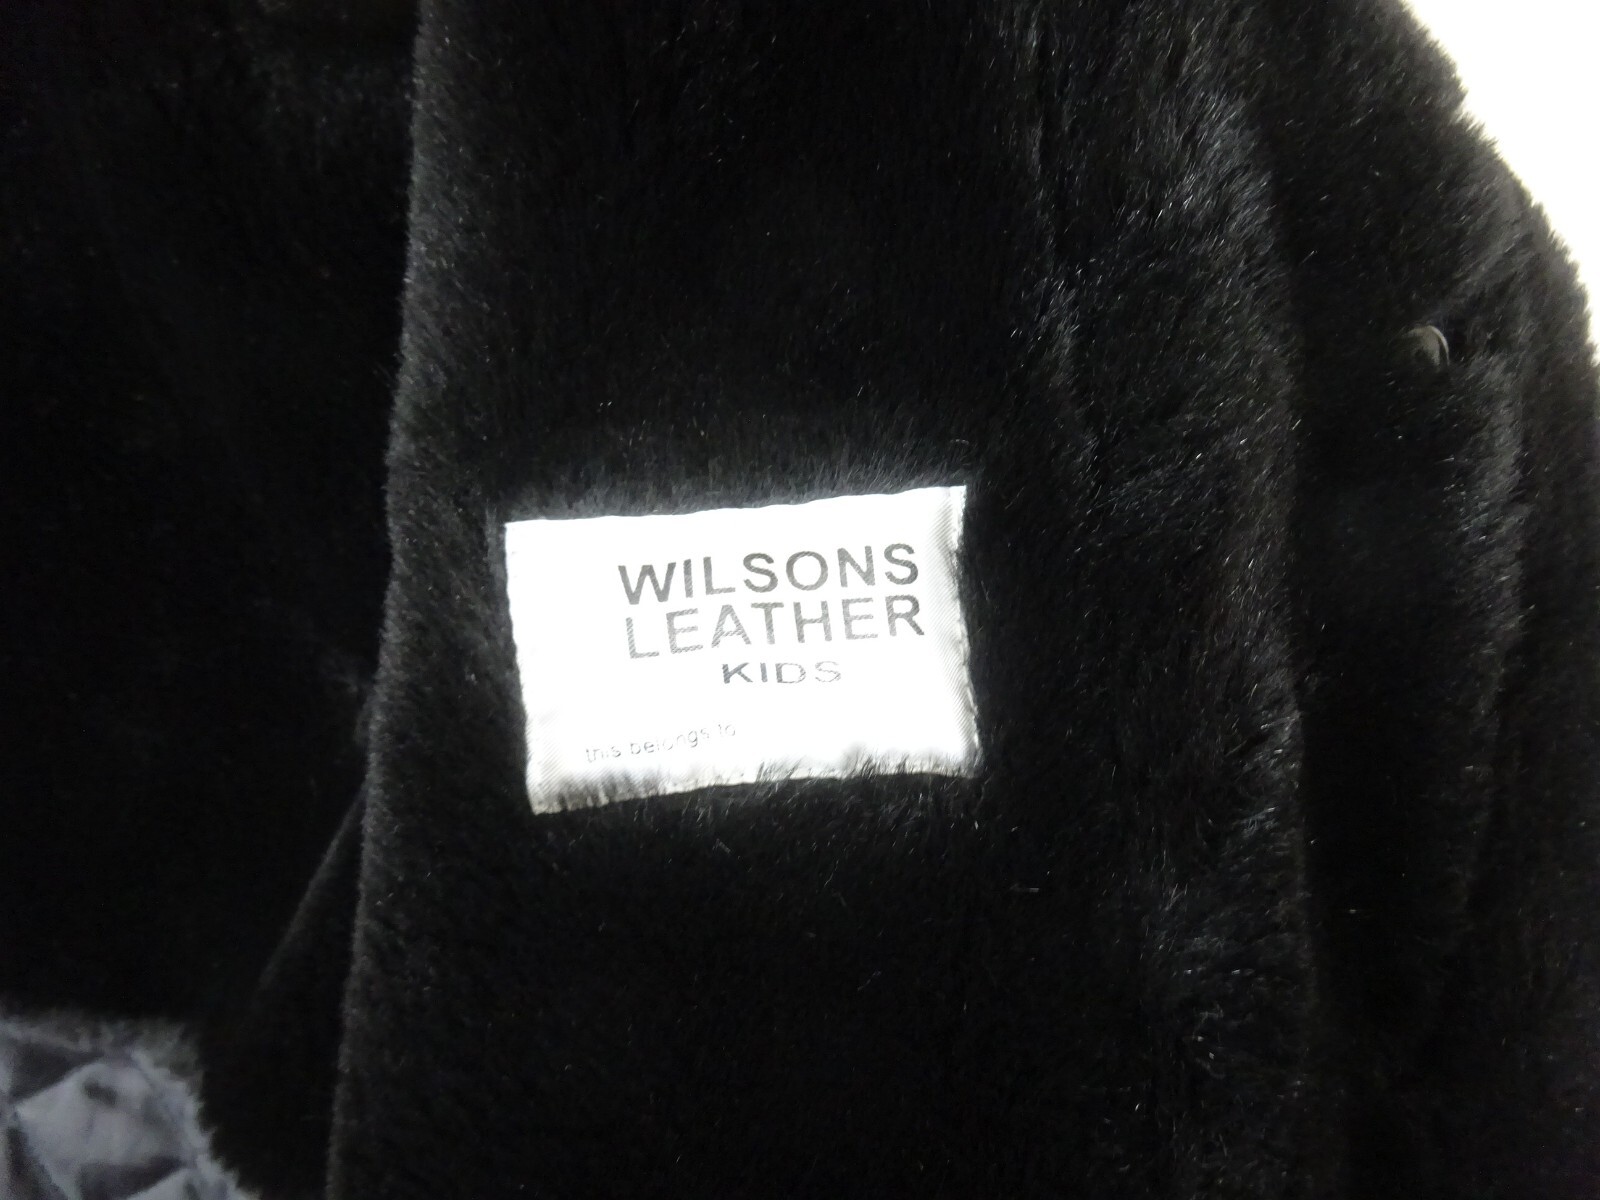 WILSONS
LEATHER
KIDS
this belongs to